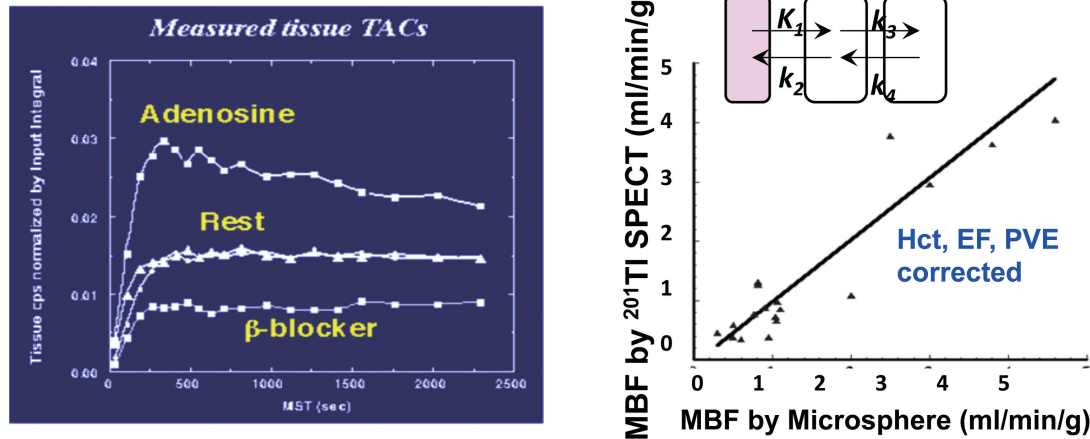 Measured tissue TACs
Tissue cps normalized by Input Integral
0.04
0.03
0.02
0.01
0.00
Adenosine
Rest
β-blocker
0
500
1000
1500
2000
2500
MST (sec)
K1
k3
k2
k4
MBF by 201Tl SPECT (ml/min/g)
5
4
3
2
1
0
Hct, EF, PVE
corrected
0 1 2 3 4 5
MBF by Microsphere (ml/min/g)